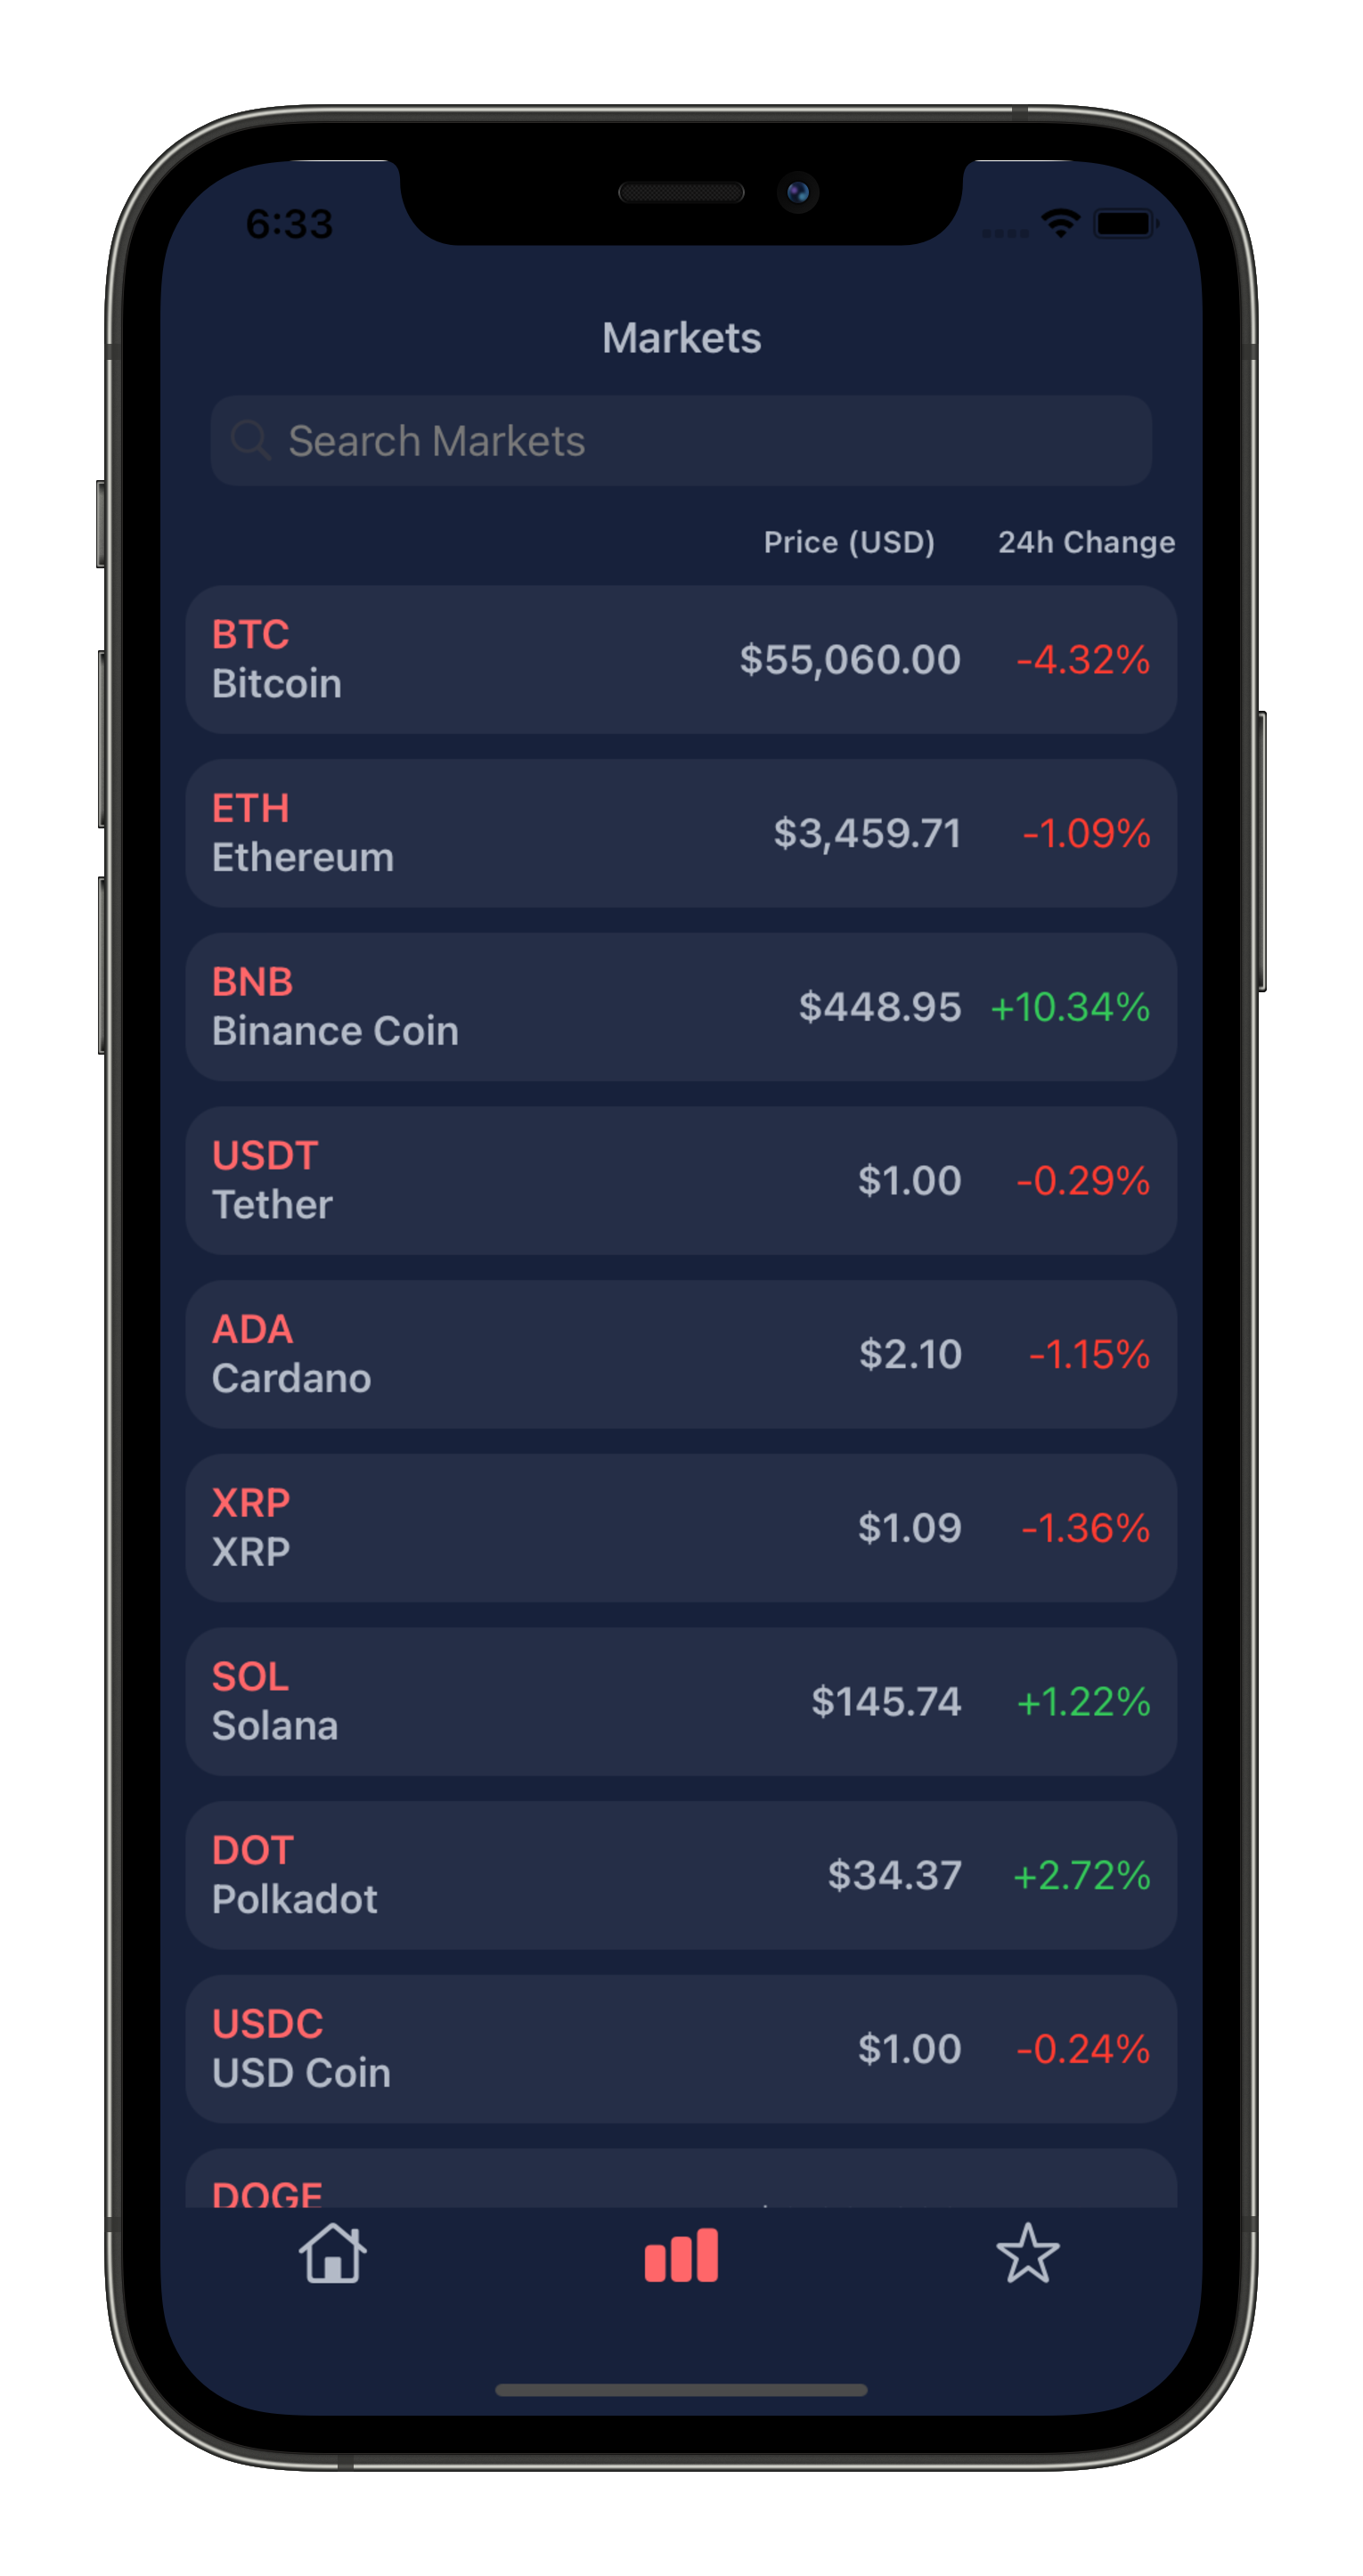 6:33
Markets
Search Markets
Price (USD) 24h Change
BTC
Bitcoin
$55,060.00 -4.32%
ETH
Ethereum
$3,459.71 -1.09%
BNB
Binance Coin
$448.95 +10.34%
USDT
Tether
$1.00 -0.29%
ADA
Cardano
$2.10 -1.15%
XRP
XRP
$1.09 -1.36%
SOL
Solana
$145.74 +1.22%
DOT
Polkadot
$34.37 +2.72%
USDC
USD Coin
$1.00 -0.24%
DOGE